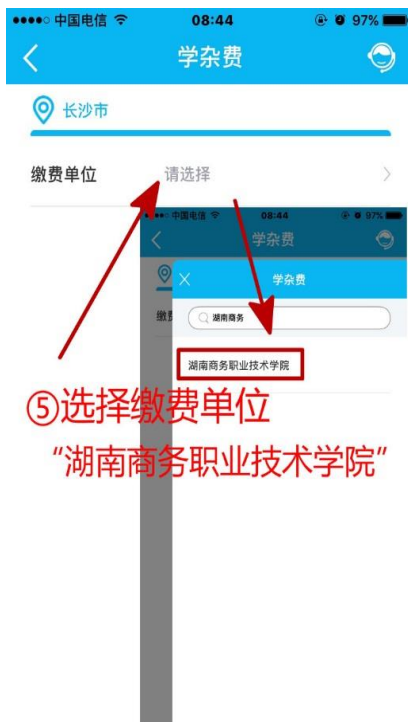 中国电信 08:44 97%
学杂费
长沙市
缴费单位 请选择
中国电信 08:44 97%
学杂费
缴费
学杂费
湖南商务
湖南商务职业技术学院
⑤选择缴费单位
“湖南商务职业技术学院”